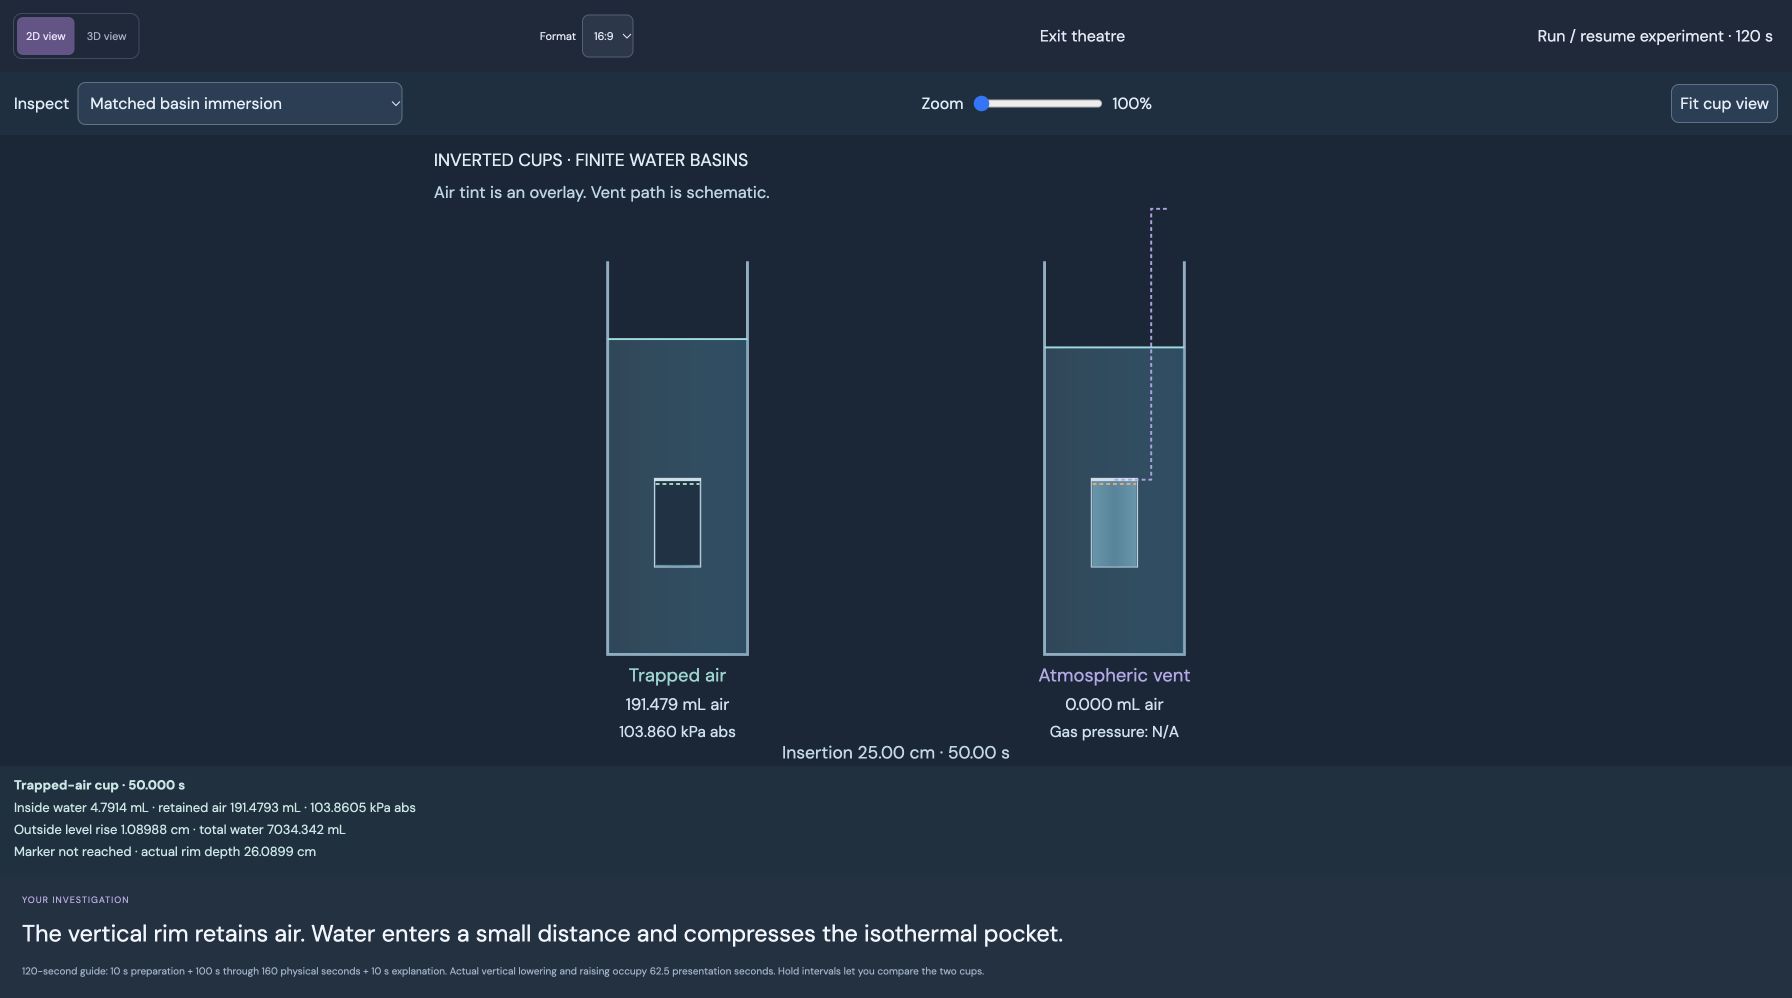 2D view 3D view Format 16:9 Exit theatre Run / resume experiment · 120 s
Inspect Matched basin immersion Zoom 100% Fit cup view
INVERTED CUPS · FINITE WATER BASINS
Air tint is an overlay. Vent path is schematic.
Trapped air Atmospheric vent
191.479 mL air 0.000 mL air
103.860 kPa abs Gas pressure: N/A
Insertion 25.00 cm · 50.00 s
Trapped-air cup · 50.000 s
Inside water 4.7914 mL · retained air 191.4793 mL · 103.8605 kPa abs
Outside level rise 1.08988 cm · total water 7034.342 mL
Marker not reached · actual rim depth 26.0899 cm
YOUR INVESTIGATION
The vertical rim retains air. Water enters a small distance and compresses the isothermal pocket.
120-second guide: 10 s preparation + 100 s through 160 physical seconds + 10 s explanation. Actual vertical lowering and raising occupy 62.5 presentation seconds. Hold intervals let you compare the two cups.